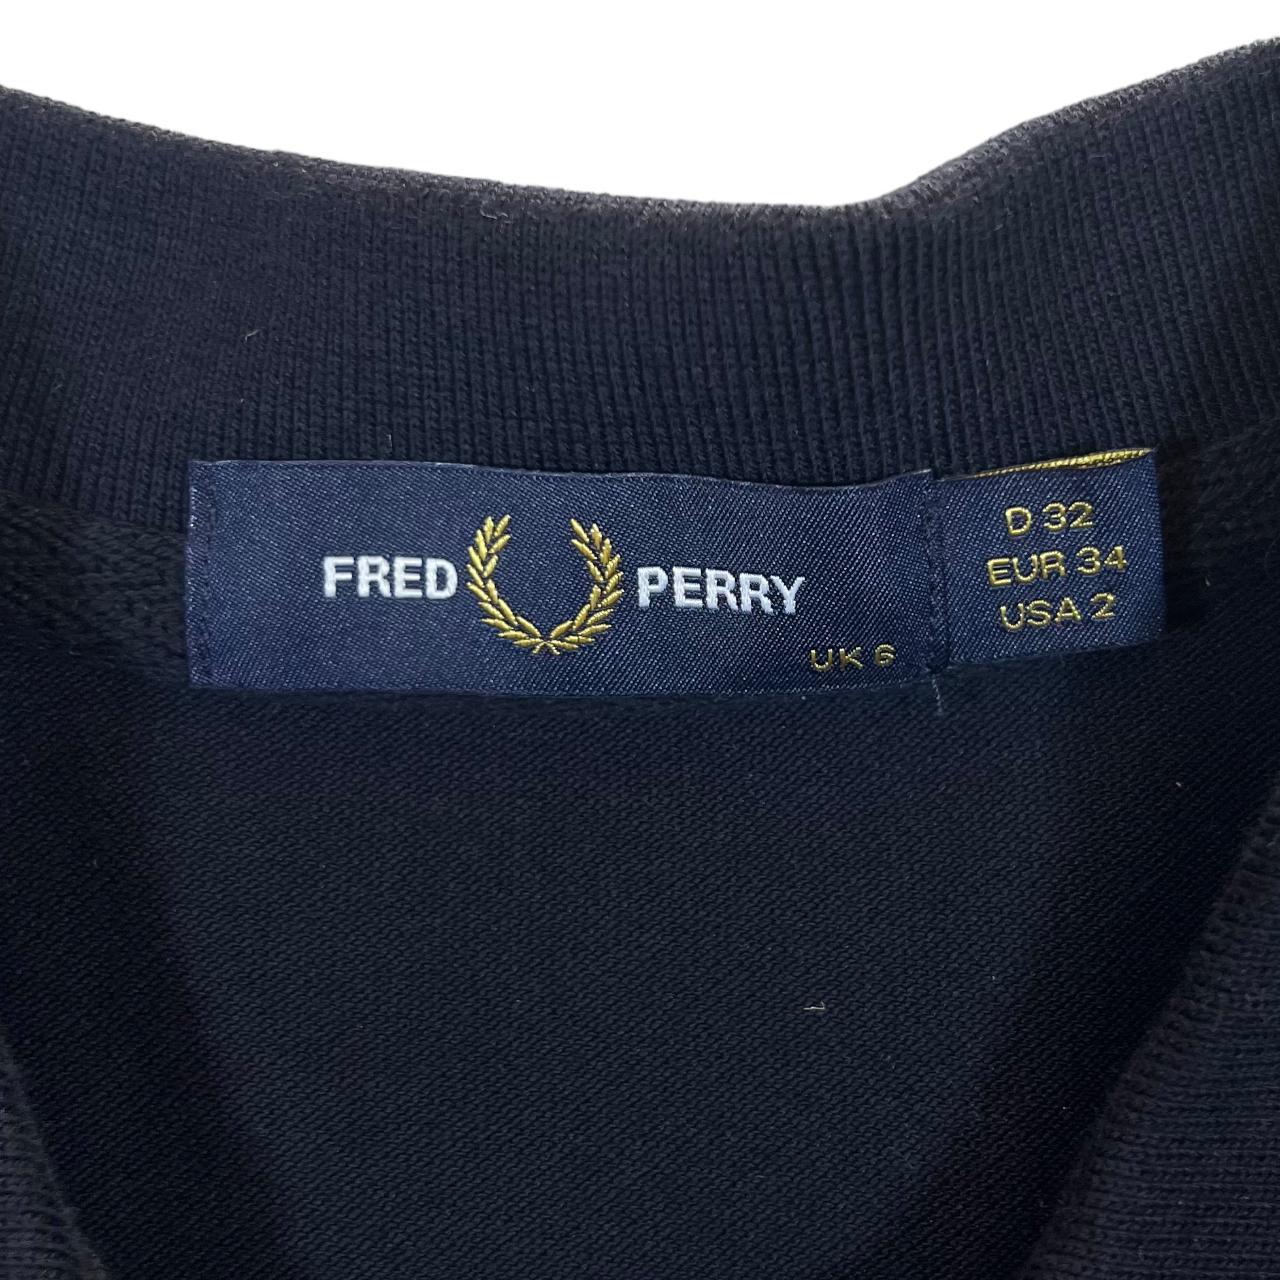 FRED PERRY
UK 6
D 32
EUR 34
USA 2